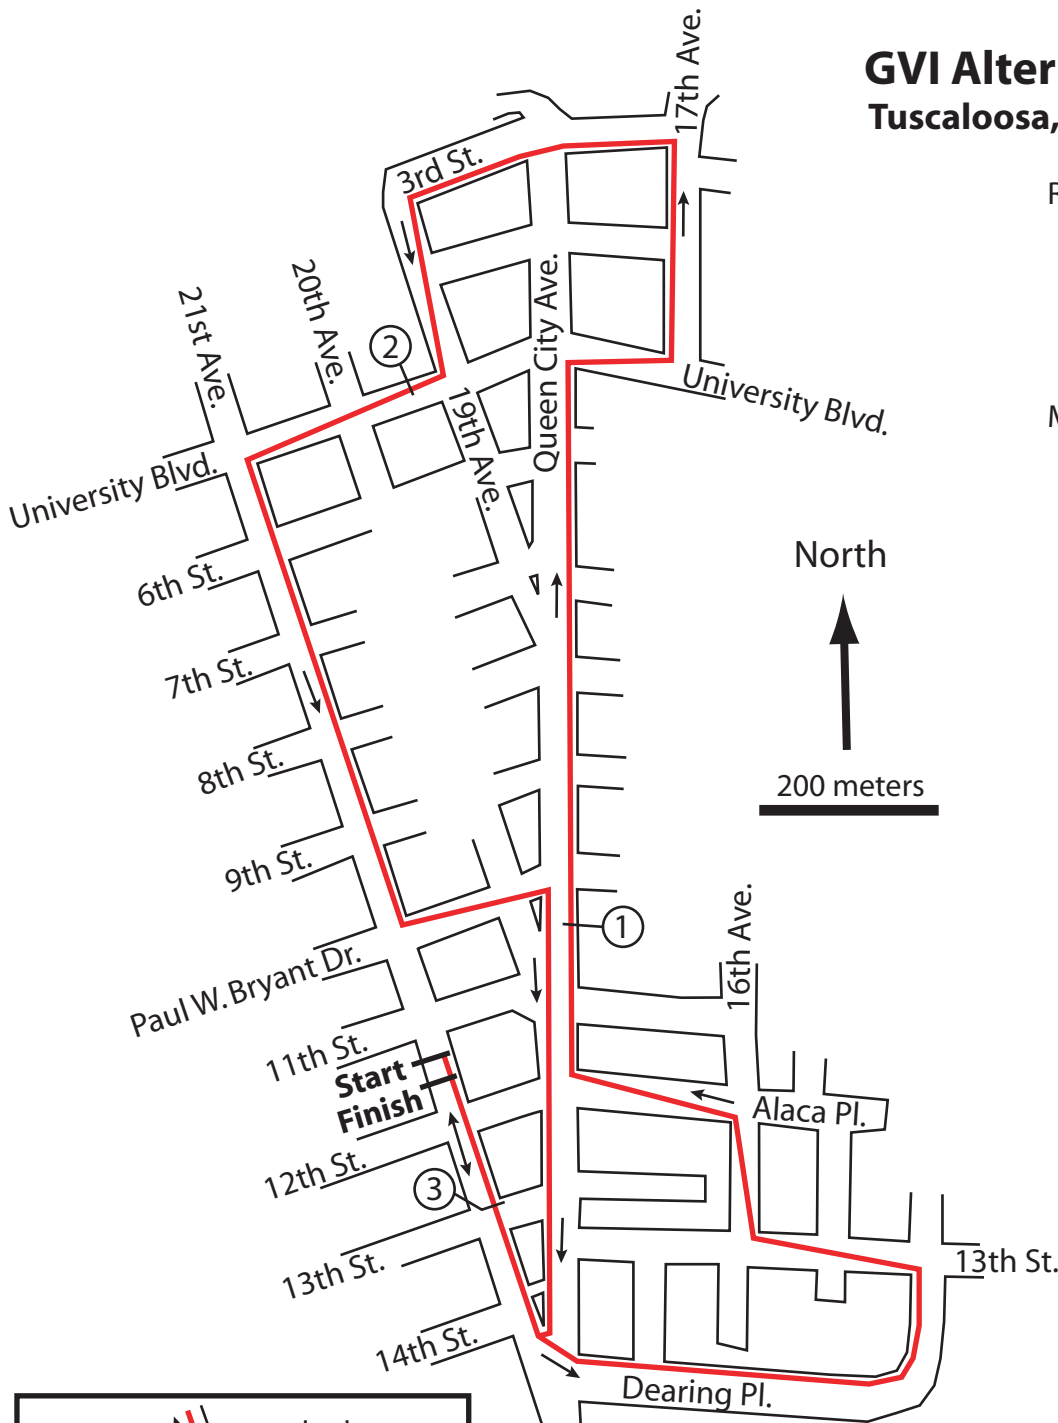 GVI Alter
Tuscaloosa,
17th Ave.
3rd St.
20th Ave.
21st Ave.
2
Queen City Ave.
19th Ave.
University Blvd.
University Blvd.
6th St.
North
7th St.
8th St.
200 meters
9th St.
1
16th Ave.
Paul W. Bryant Dr.
11th St.
Start
Finish
Alaca Pl.
12th St.
3
13th St.
13th St.
14th St.
Dearing Pl.